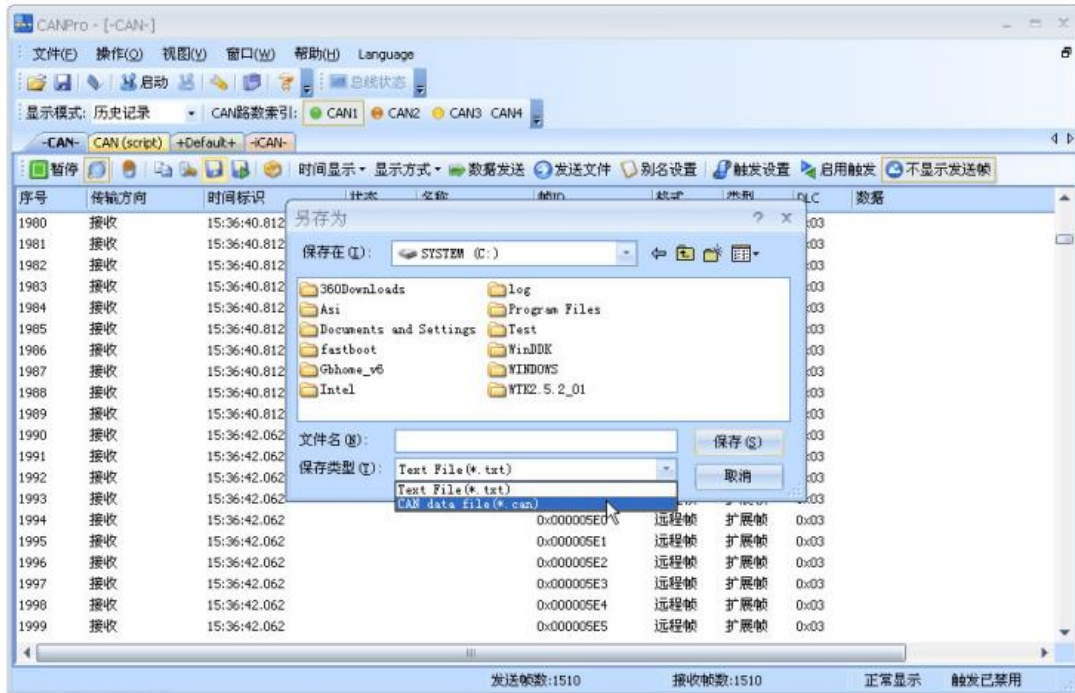 CANPro - [-CAN-]
文件(F) 操作(O) 视图(V) 窗口(W) 帮助(H) Language
启动 总线状态
显示模式: 历史记录 CAN路数索引: CAN1 CAN2 CAN3 CAN4
-CAN- CAN (script) +Default+ -iCAN-
暂停 时间显示 显示方式 数据发送 发送文件 别名设置 触发设置 启用触发 不显示发送帧
序号 传输方向 时间标识 状态 名称 帧ID 格式 类型 DLC 数据
另存为
保存在(I): SYSTEM (C:)
360Downloads log
Asi Program Files
Documents and Settings Test
fastboot WinDDK
Gbhome_v6 WINDOWS
Intel WTK2.5.2_01
文件名(N): 保存(S)
保存类型(T): Text File(*.txt) 取消
Text File(*.txt)
CAN data file(*.can)
1980 接收 15:36:40.812 :03
1981 接收 15:36:40.812 :03
1982 接收 15:36:40.812 :03
1983 接收 15:36:40.812 :03
1984 接收 15:36:40.812 :03
1985 接收 15:36:40.812 :03
1986 接收 15:36:40.812 :03
1987 接收 15:36:40.812 :03
1988 接收 15:36:40.812 :03
1989 接收 15:36:40.812 :03
1990 接收 15:36:42.062 :03
1991 接收 15:36:42.062 :03
1992 接收 15:36:42.062 :03
1993 接收 15:36:42.062 :03
1994 接收 15:36:42.062 0x000005E0 远程帧 扩展帧 0x03
1995 接收 15:36:42.062 0x000005E1 远程帧 扩展帧 0x03
1996 接收 15:36:42.062 0x000005E2 远程帧 扩展帧 0x03
1997 接收 15:36:42.062 0x000005E3 远程帧 扩展帧 0x03
1998 接收 15:36:42.062 0x000005E4 远程帧 扩展帧 0x03
1999 接收 15:36:42.062 0x000005E5 远程帧 扩展帧 0x03
发送帧数:1510 接收帧数:1510 正常显示 触发已禁用